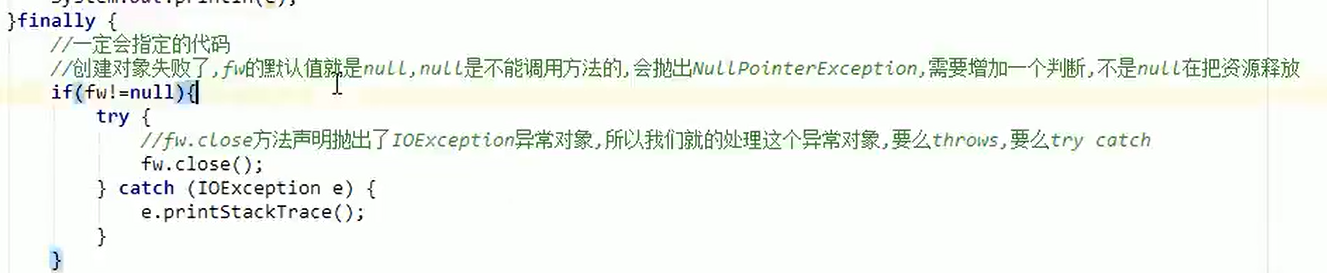 System.out.println(e);
}finally {
//一定会指定的代码
//创建对象失败了,fw的默认值就是null,null是不能调用方法的,会抛出NullPointerException,需要增加一个判断,不是null在把资源释放
if(fw!=null){
try {
//fw.close方法声明抛出了IOException异常对象,所以我们就的处理这个异常对象,要么throws,要么try catch
fw.close();
} catch (IOException e) {
e.printStackTrace();
}
}